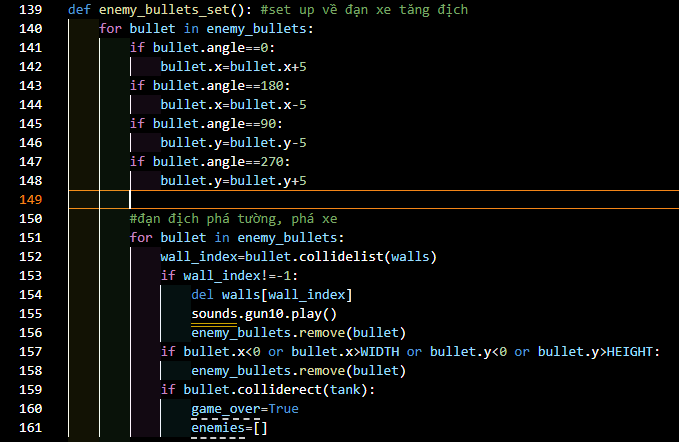 139 def enemy_bullets_set(): #set up về đạn xe tăng địch
140     for bullet in enemy_bullets:
141         if bullet.angle==0:
142             bullet.x=bullet.x+5
143         if bullet.angle==180:
144             bullet.x=bullet.x-5
145         if bullet.angle==90:
146             bullet.y=bullet.y-5
147         if bullet.angle==270:
148             bullet.y=bullet.y+5
149
150         #đạn địch phá tường, phá xe
151         for bullet in enemy_bullets:
152             wall_index=bullet.collidelist(walls)
153             if wall_index!=-1:
154                 del walls[wall_index]
155                 sounds.gun10.play()
156                 enemy_bullets.remove(bullet)
157             if bullet.x<0 or bullet.x>WIDTH or bullet.y<0 or bullet.y>HEIGHT:
158                 enemy_bullets.remove(bullet)
159             if bullet.colliderect(tank):
160                 game_over=True
161                 enemies=[]